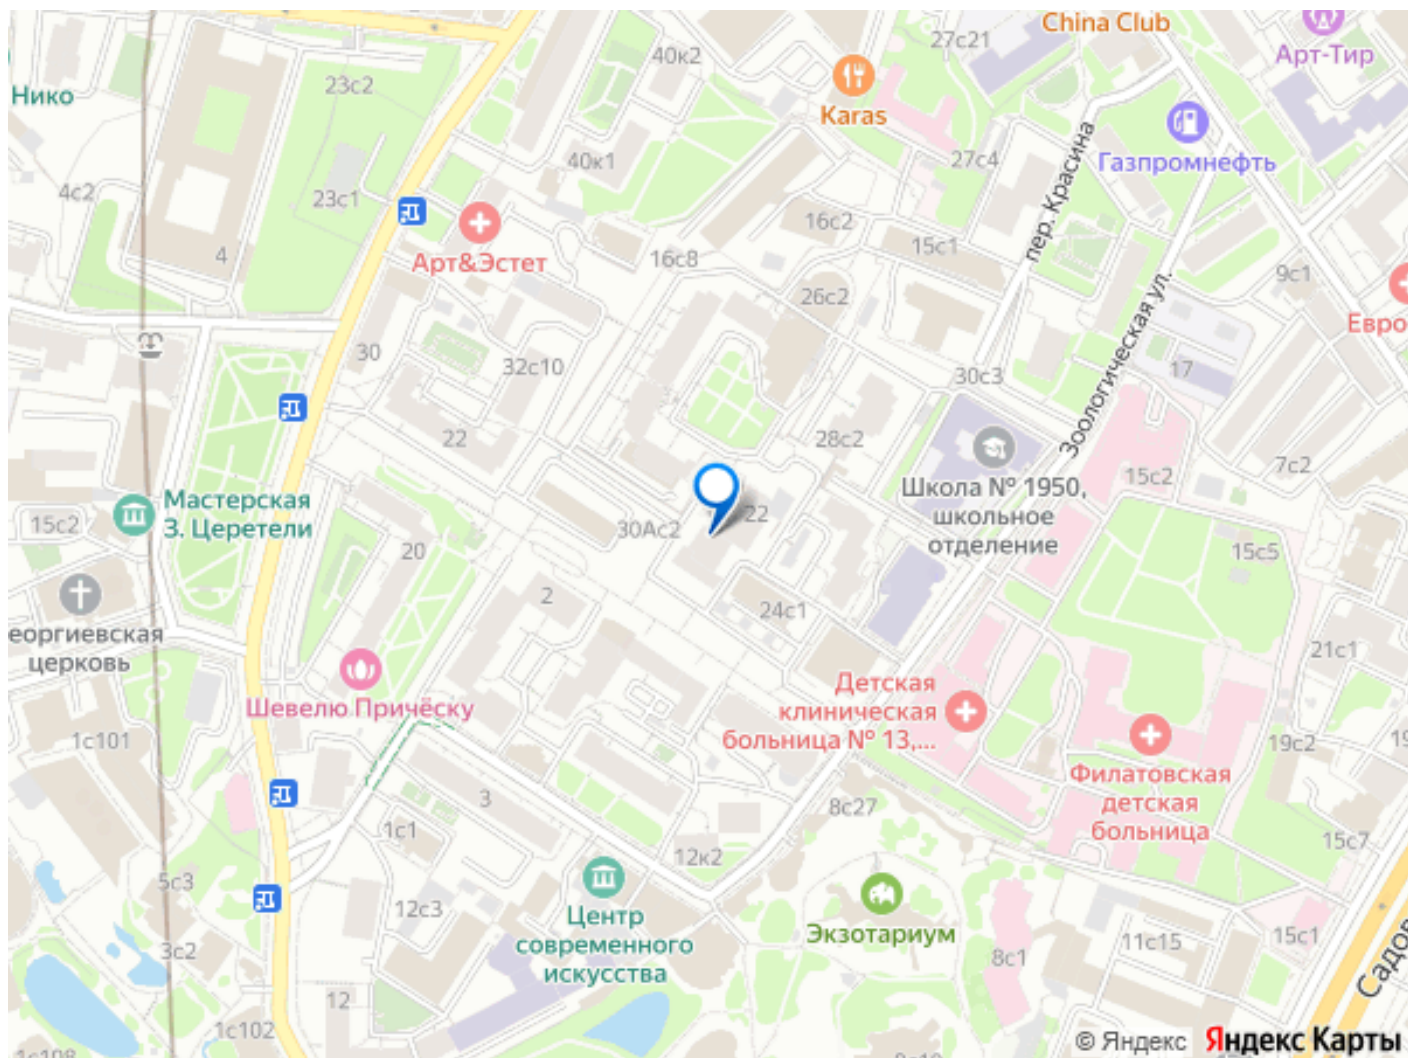 China Club
27с21
Арт-Тир
40к2
Нико
23с2
Karas
Газпромнефть
40к1
27с4
пер. Красина
4с2
23с1
16с2
15с1
4
Арт&Эстет
16с8
9с1
26с2
Зоологическая ул.
Евро
30
32с10
30с3
17
22
28с2
7с2
15с2
Школа № 1950,
школьное
отделение
Мастерская
З. Церетели
15с2
30Ас2
22
20
15с5
2
24с1
еоргиевская
церковь
21с1
Шевелю Причёску
Детская
клиническая
больница № 13,...
1с101
19с2
19
Филатовская
детская
больница
3
8с27
3
1с1
15с7
12к2
5с3
12с3
Центр
современного
искусства
Экзотариум
3с2
11с15
15с1
8с1
Садов
12
1с102
1с108
© Яндекс Яндекс Карты